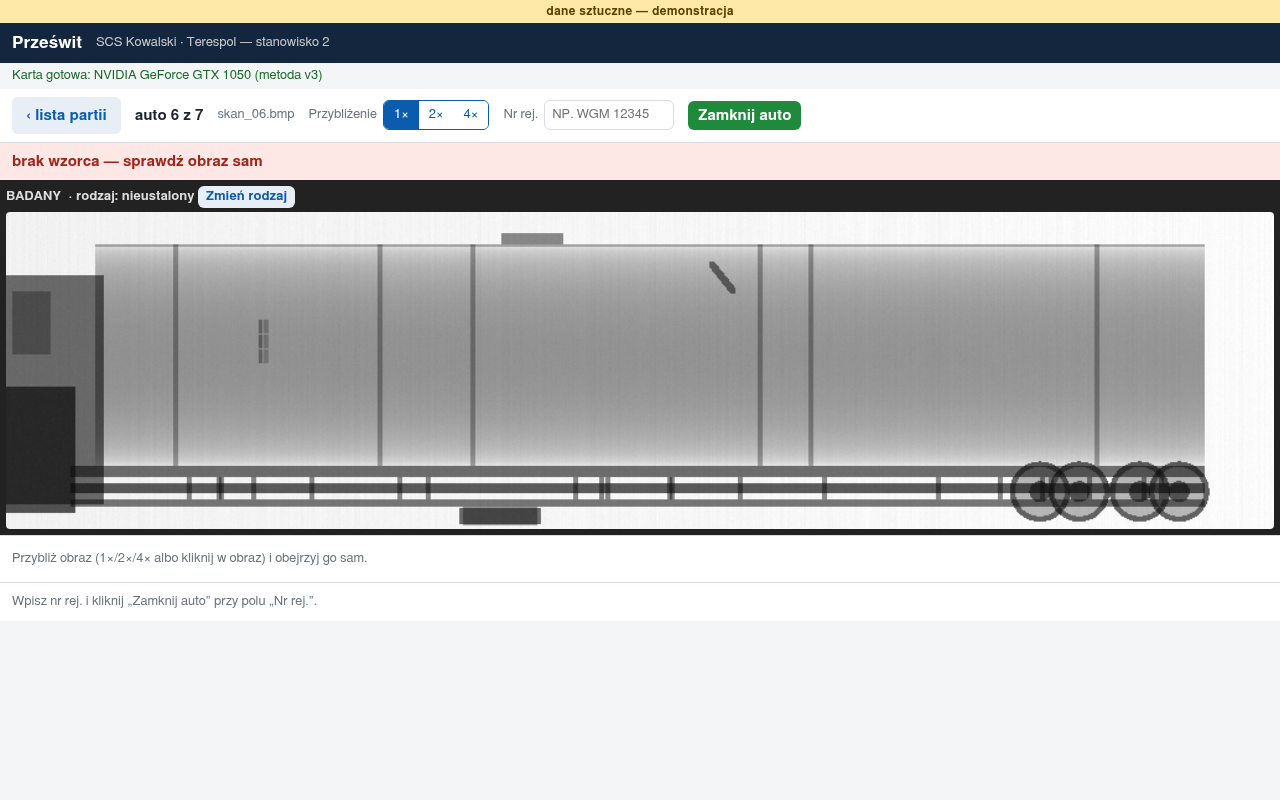 dane sztuczne — demonstracja
Prześwit SCS Kowalski · Terespol — stanowisko 2
Karta gotowa: NVIDIA GeForce GTX 1050 (metoda v3)
‹ lista partii auto 6 z 7 skan_06.bmp Przybliżenie 1× 2× 4× Nr rej. NP. WGM 12345 Zamknij auto
brak wzorca — sprawdź obraz sam
BADANY · rodzaj: nieustalony Zmień rodzaj
Przybliż obraz (1×/2×/4× albo kliknij w obraz) i obejrzyj go sam.
Wpisz nr rej. i kliknij „Zamknij auto” przy polu „Nr rej.”.